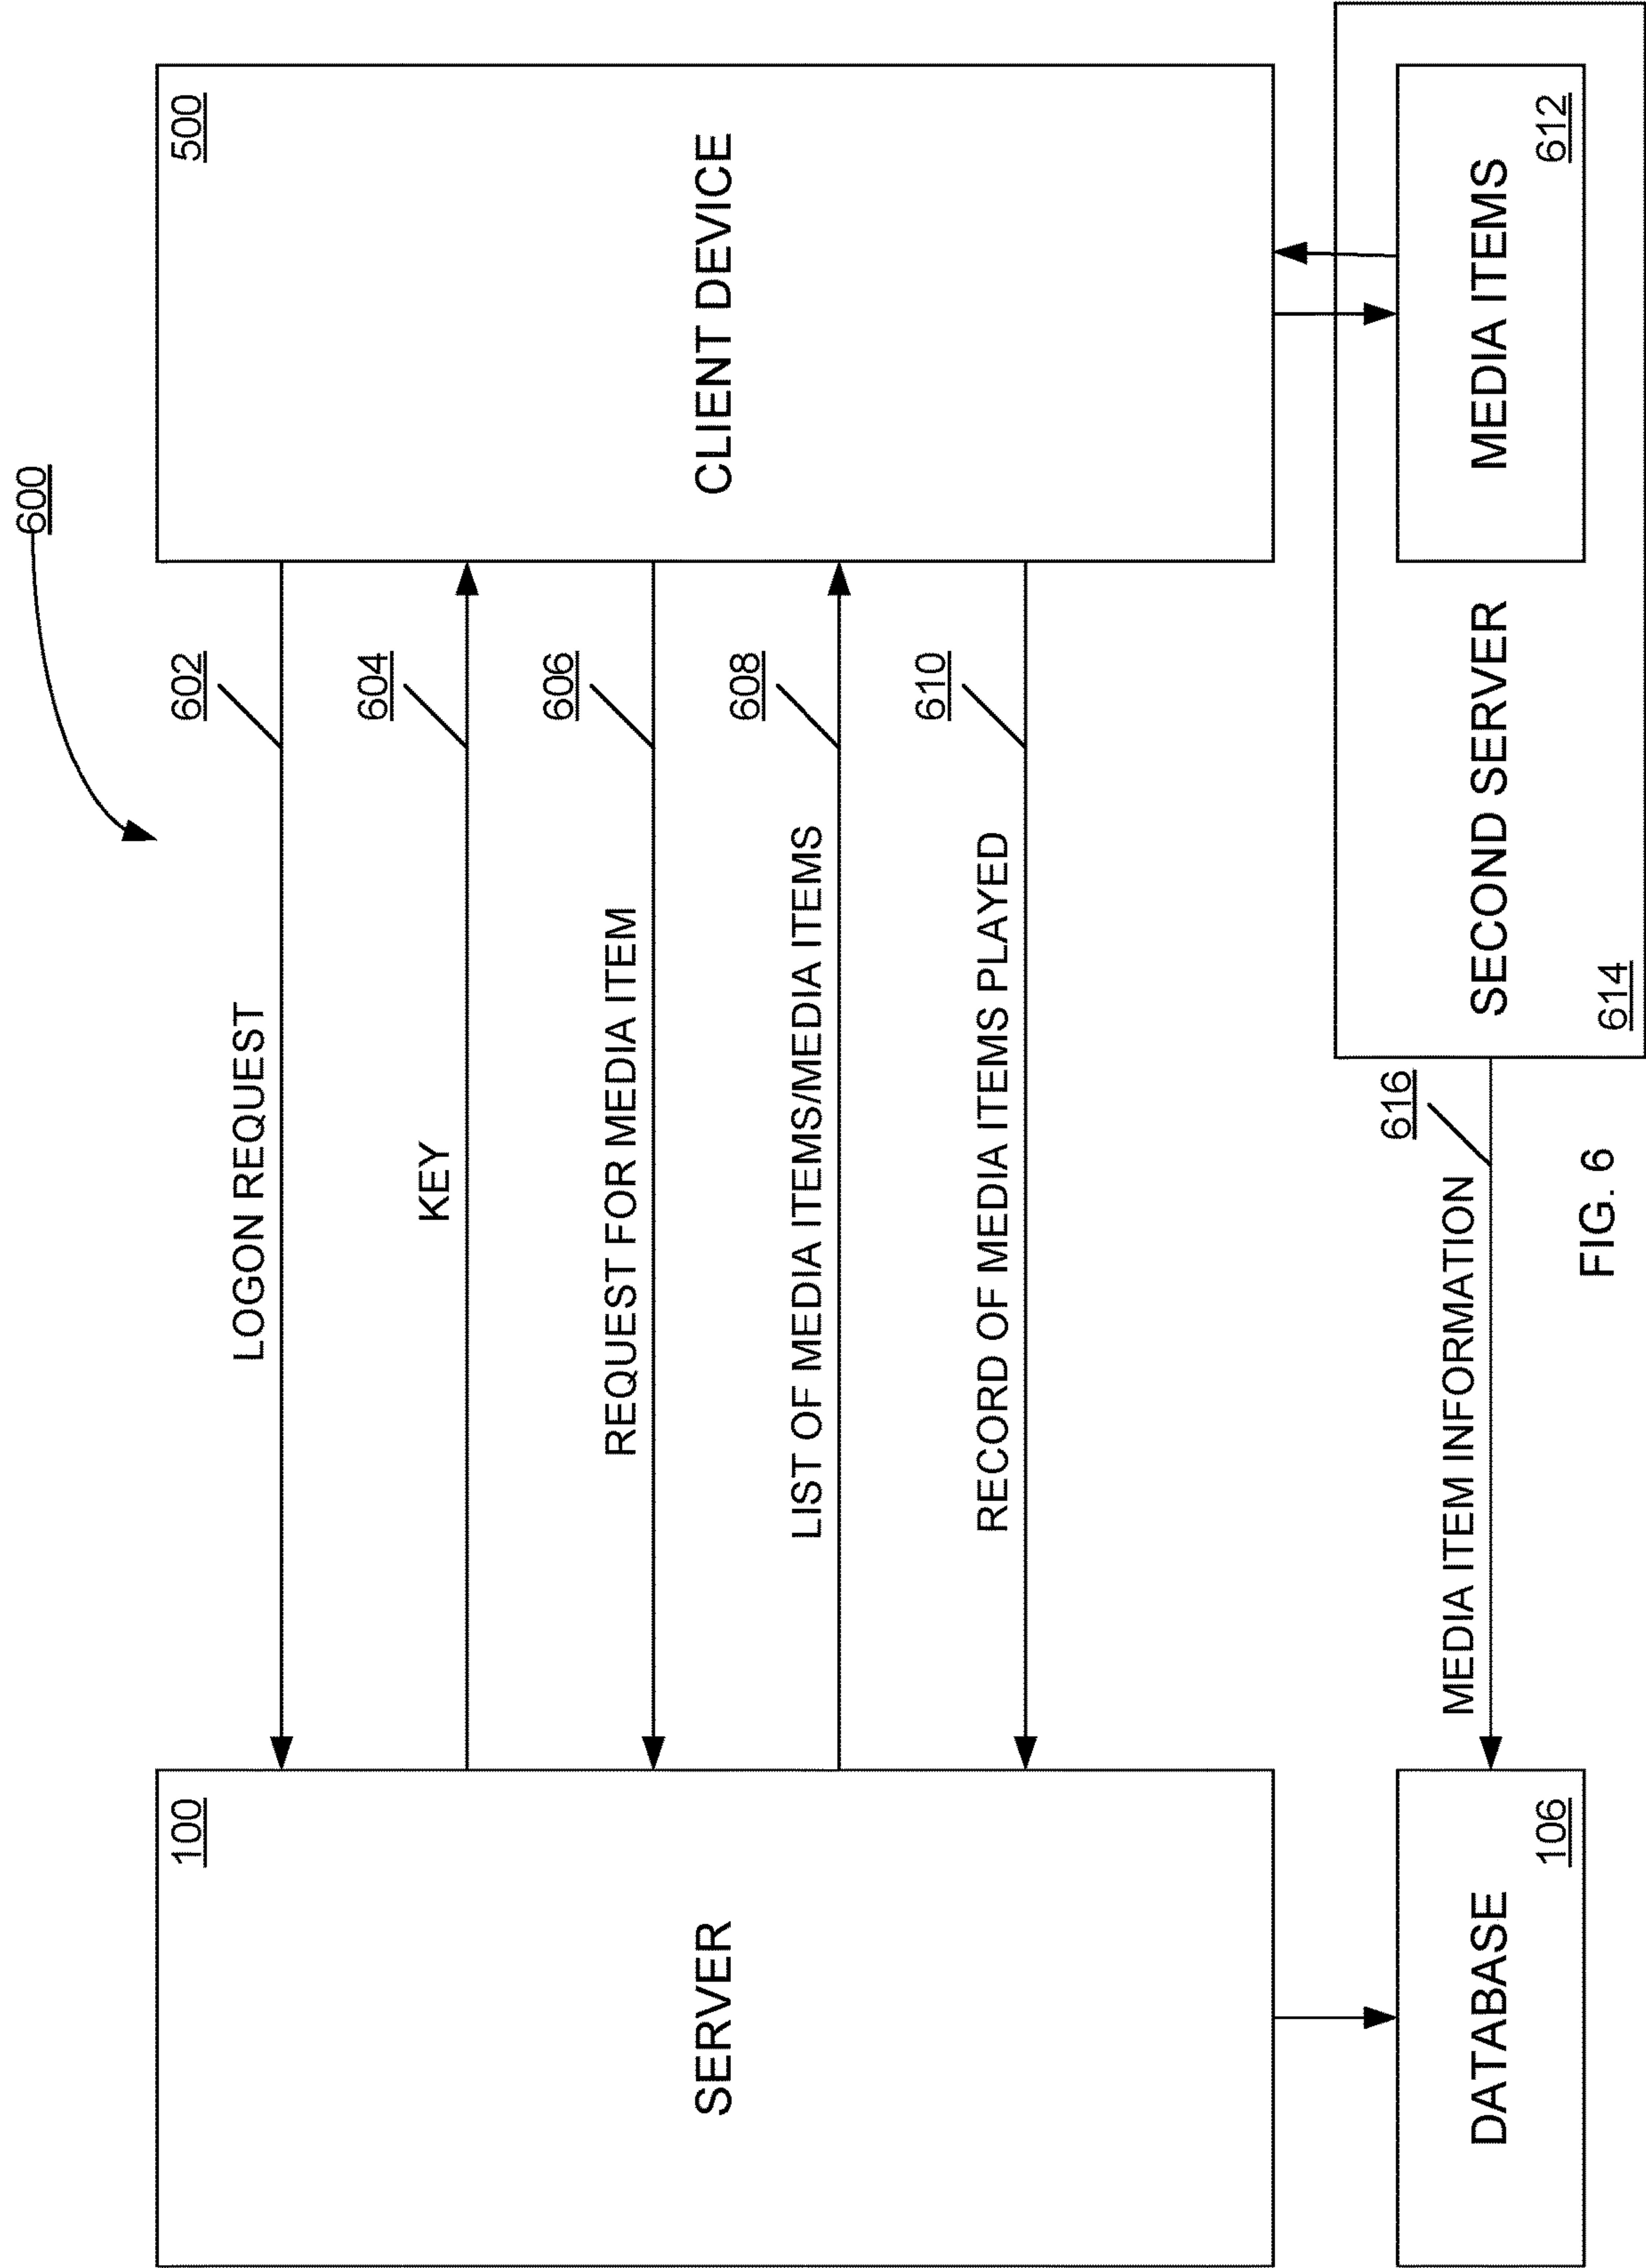 600
100
SERVER
500
CLIENT DEVICE
602
LOGON REQUEST
604
KEY
606
REQUEST FOR MEDIA ITEM
608
LIST OF MEDIA ITEMS/MEDIA ITEMS
610
RECORD OF MEDIA ITEMS PLAYED
616
MEDIA ITEM INFORMATION
DATABASE
106
SECOND SERVER
614
MEDIA ITEMS
612
FIG. 6